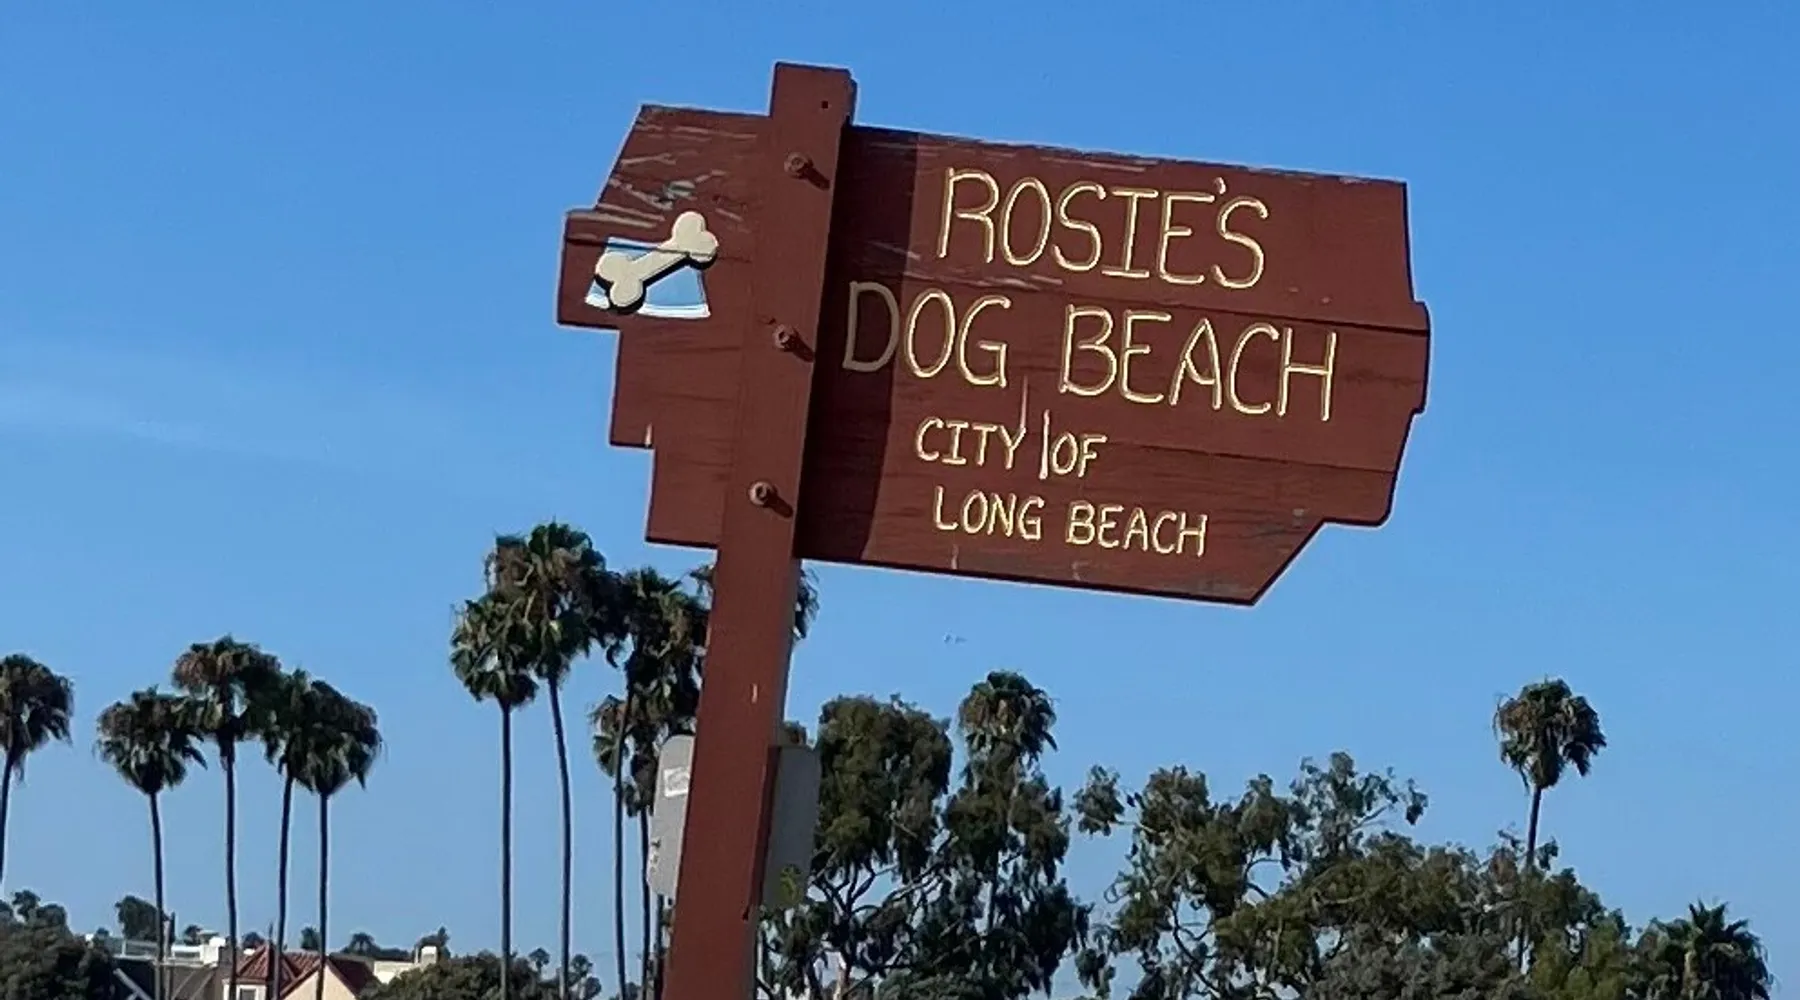 ROSIE'S
DOG BEACH
CITY OF
LONG BEACH